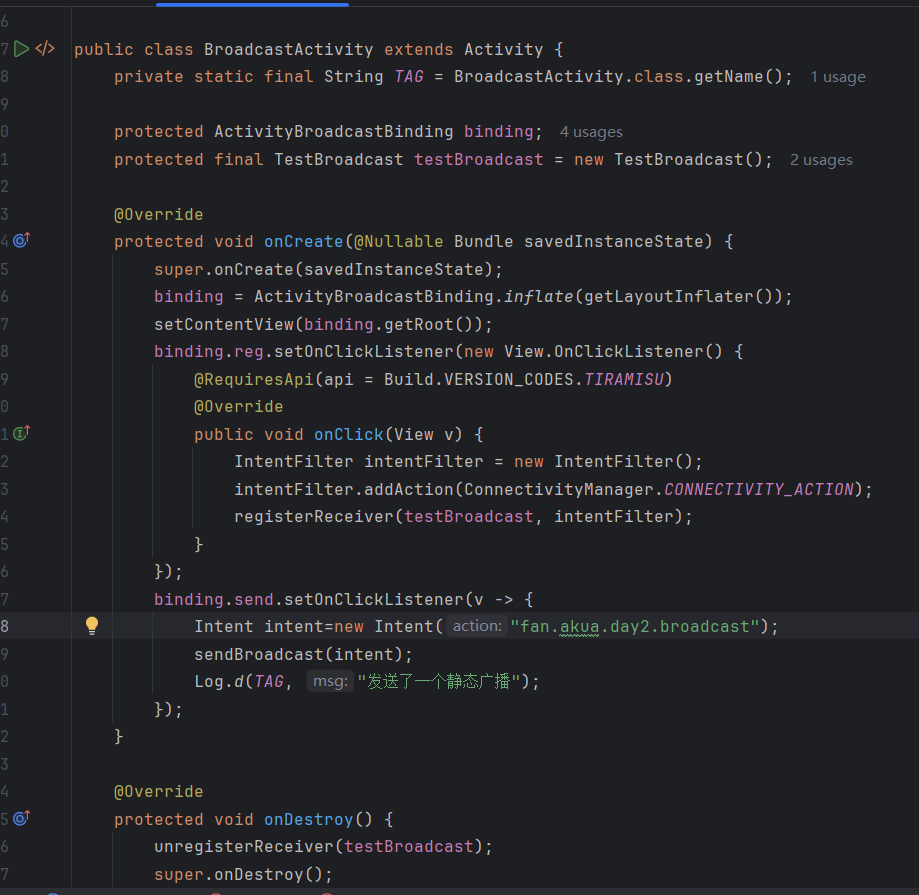 6
7 public class BroadcastActivity extends Activity {
8 private static final String TAG = BroadcastActivity.class.getName(); 1 usage
9
0 protected ActivityBroadcastBinding binding; 4 usages
1 protected final TestBroadcast testBroadcast = new TestBroadcast(); 2 usages
2
3 @Override
4 protected void onCreate(@Nullable Bundle savedInstanceState) {
5 super.onCreate(savedInstanceState);
6 binding = ActivityBroadcastBinding.inflate(getLayoutInflater());
7 setContentView(binding.getRoot());
8 binding.reg.setOnClickListener(new View.OnClickListener() {
9 @RequiresApi(api = Build.VERSION_CODES.TIRAMISU)
0 @Override
1 public void onClick(View v) {
2 IntentFilter intentFilter = new IntentFilter();
3 intentFilter.addAction(ConnectivityManager.CONNECTIVITY_ACTION);
4 registerReceiver(testBroadcast, intentFilter);
5 }
6 });
7 binding.send.setOnClickListener(v -> {
8 Intent intent=new Intent( action: "fan.akua.day2.broadcast");
9 sendBroadcast(intent);
0 Log.d(TAG, msg: "发送了一个静态广播");
1 });
2 }
3
4 @Override
5 protected void onDestroy() {
6 unregisterReceiver(testBroadcast);
7 super.onDestroy();